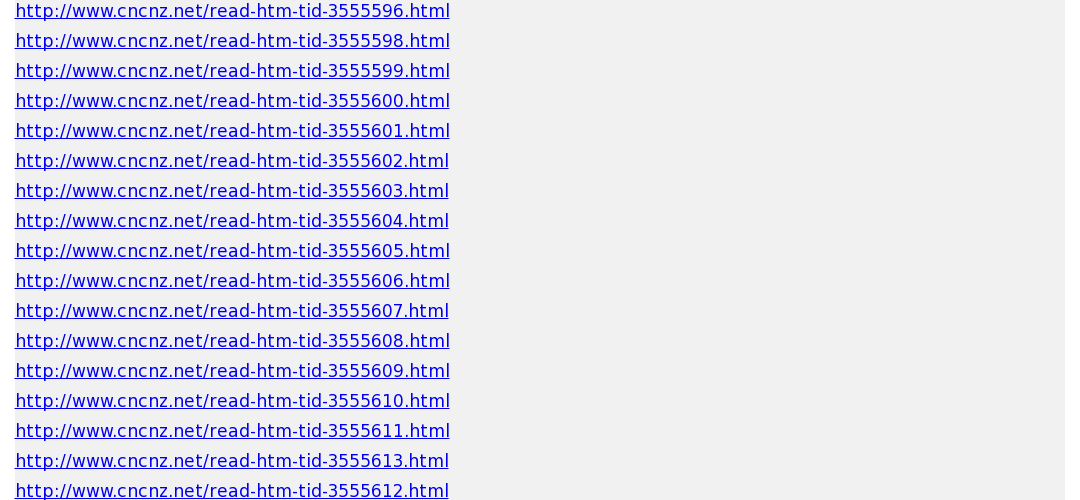 http://www.cncnz.net/read-htm-tid-3555596.html
http://www.cncnz.net/read-htm-tid-3555598.html
http://www.cncnz.net/read-htm-tid-3555599.html
http://www.cncnz.net/read-htm-tid-3555600.html
http://www.cncnz.net/read-htm-tid-3555601.html
http://www.cncnz.net/read-htm-tid-3555602.html
http://www.cncnz.net/read-htm-tid-3555603.html
http://www.cncnz.net/read-htm-tid-3555604.html
http://www.cncnz.net/read-htm-tid-3555605.html
http://www.cncnz.net/read-htm-tid-3555606.html
http://www.cncnz.net/read-htm-tid-3555607.html
http://www.cncnz.net/read-htm-tid-3555608.html
http://www.cncnz.net/read-htm-tid-3555609.html
http://www.cncnz.net/read-htm-tid-3555610.html
http://www.cncnz.net/read-htm-tid-3555611.html
http://www.cncnz.net/read-htm-tid-3555613.html
http://www.cncnz.net/read-htm-tid-3555612.html